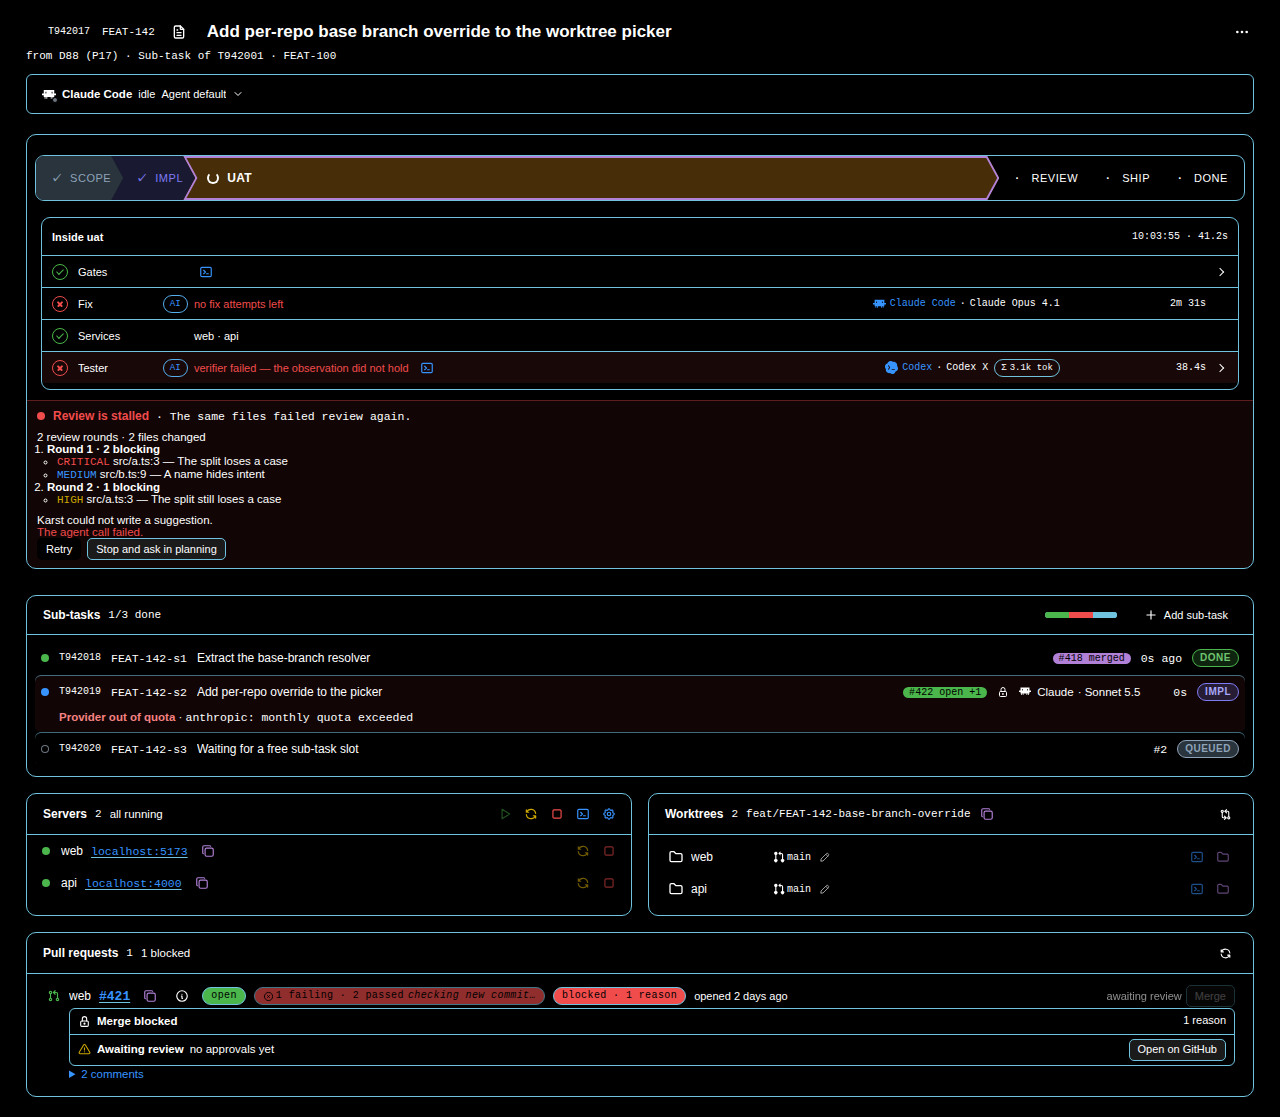 T942017 FEAT-142 Add per-repo base branch override to the worktree picker
from D88 (P17) · Sub-task of T942001 · FEAT-100
Claude Code idle Agent default
SCOPE IMPL UAT · REVIEW · SHIP · DONE
Inside uat 10:03:55 · 41.2s
Gates
Fix AI no fix attempts left Claude Code · Claude Opus 4.1 2m 31s
Services web · api
Tester AI verifier failed — the observation did not hold Codex · Codex X Σ 3.1k tok 38.4s
Review is stalled · The same files failed review again.
2 review rounds · 2 files changed
1. Round 1 · 2 blocking
CRITICAL src/a.ts:3 — The split loses a case
MEDIUM src/b.ts:9 — A name hides intent
2. Round 2 · 1 blocking
HIGH src/a.ts:3 — The split still loses a case
Karst could not write a suggestion.
The agent call failed.
Retry Stop and ask in planning
Sub-tasks 1/3 done Add sub-task
T942018 FEAT-142-s1 Extract the base-branch resolver #418 merged 0s ago DONE
T942019 FEAT-142-s2 Add per-repo override to the picker #422 open +1 Claude · Sonnet 5.5 0s IMPL
Provider out of quota · anthropic: monthly quota exceeded
T942020 FEAT-142-s3 Waiting for a free sub-task slot #2 QUEUED
Servers 2 all running
web localhost:5173
api localhost:4000
Worktrees 2 feat/FEAT-142-base-branch-override
web main
api main
Pull requests 1 1 blocked
web #421 open 1 failing · 2 passed checking new commit… blocked · 1 reason opened 2 days ago awaiting review Merge
Merge blocked 1 reason
Awaiting review no approvals yet Open on GitHub
2 comments